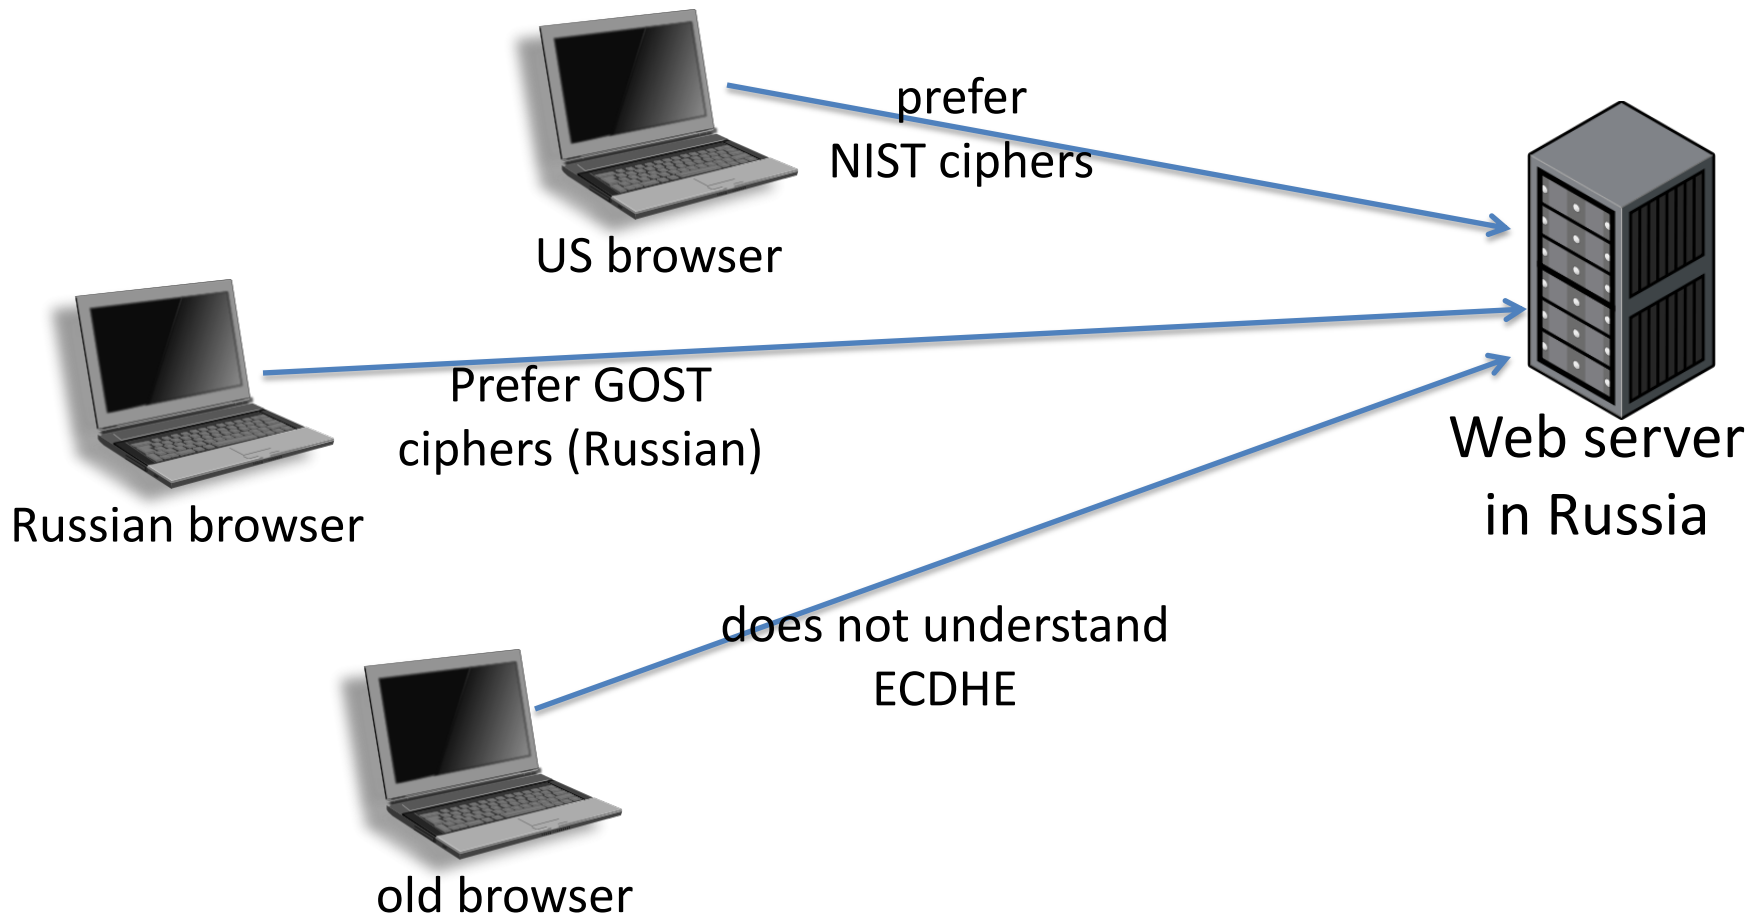 prefer
NIST ciphers
US browser
Prefer GOST
ciphers (Russian)
Russian browser
Web server
in Russia
does not understand
ECDHE
old browser